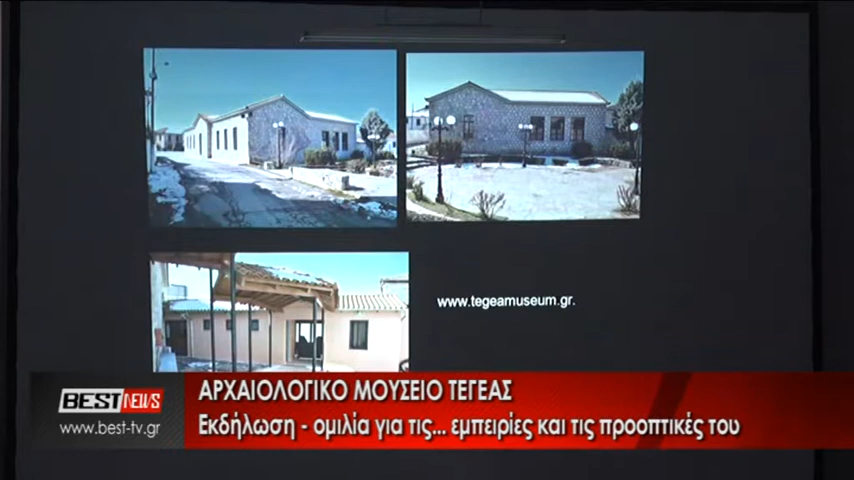 www.tegeamuseum.gr.
BEST NEWS
www.best-tv.gr
ΑΡΧΑΙΟΛΟΓΙΚΟ ΜΟΥΣΕΙΟ ΤΕΓΕΑΣ
Εκδήλωση - ομιλία για τις... εμπειρίες και τις προοπτικές του